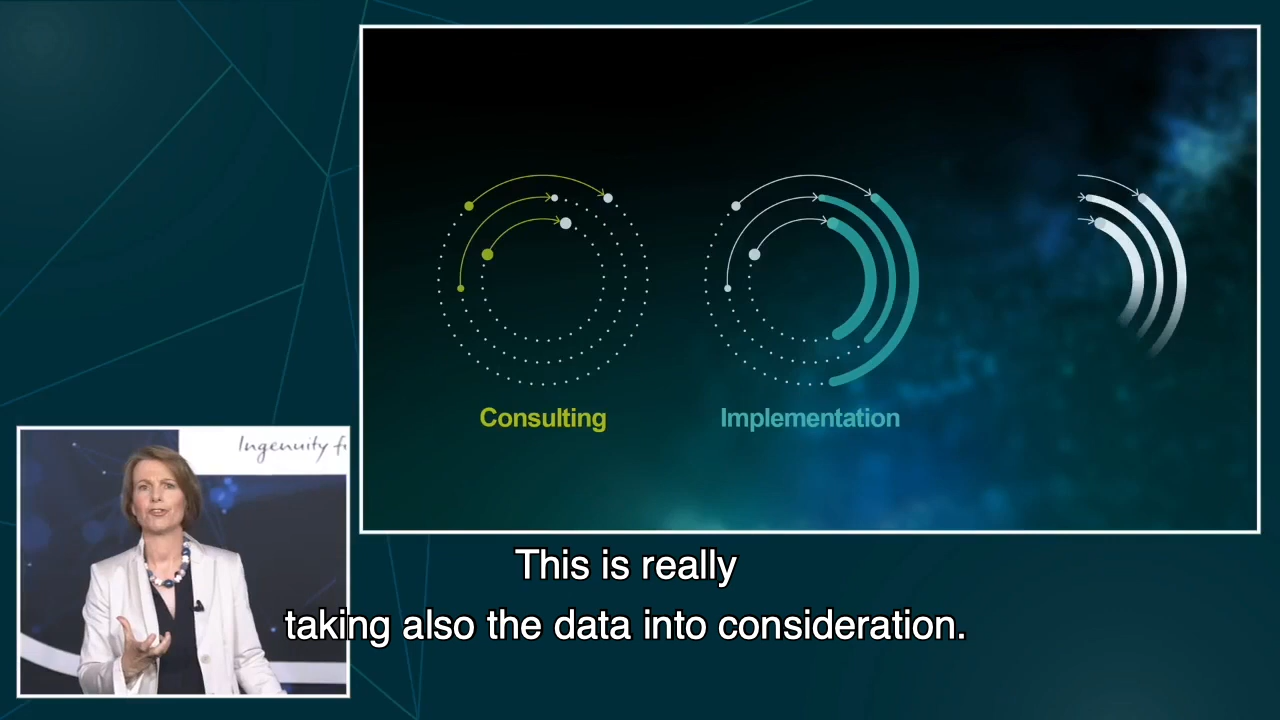 Consulting
Implementation
Ingenuity
This is really
taking also the data into consideration.